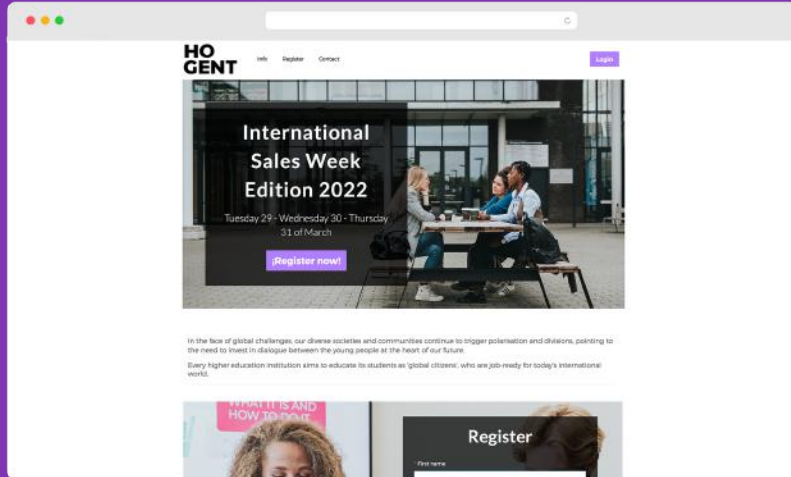 HO
GENT
Info Register Contact
Login
International
Sales Week
Edition 2022
Tuesday 29 - Wednesday 30 - Thursday
31 of March
¡Register now!
In the face of global challenges, our diverse societies and communities continue to trigger polarisation and divisions, pointing to
the need to invest in dialogue between the young people at the heart of our future.
Every higher education institution aims to educate its students as 'global citizens', who are job-ready for today's international
world.
WHAT IT IS AND
HOW TO DO IT
Register
* First name